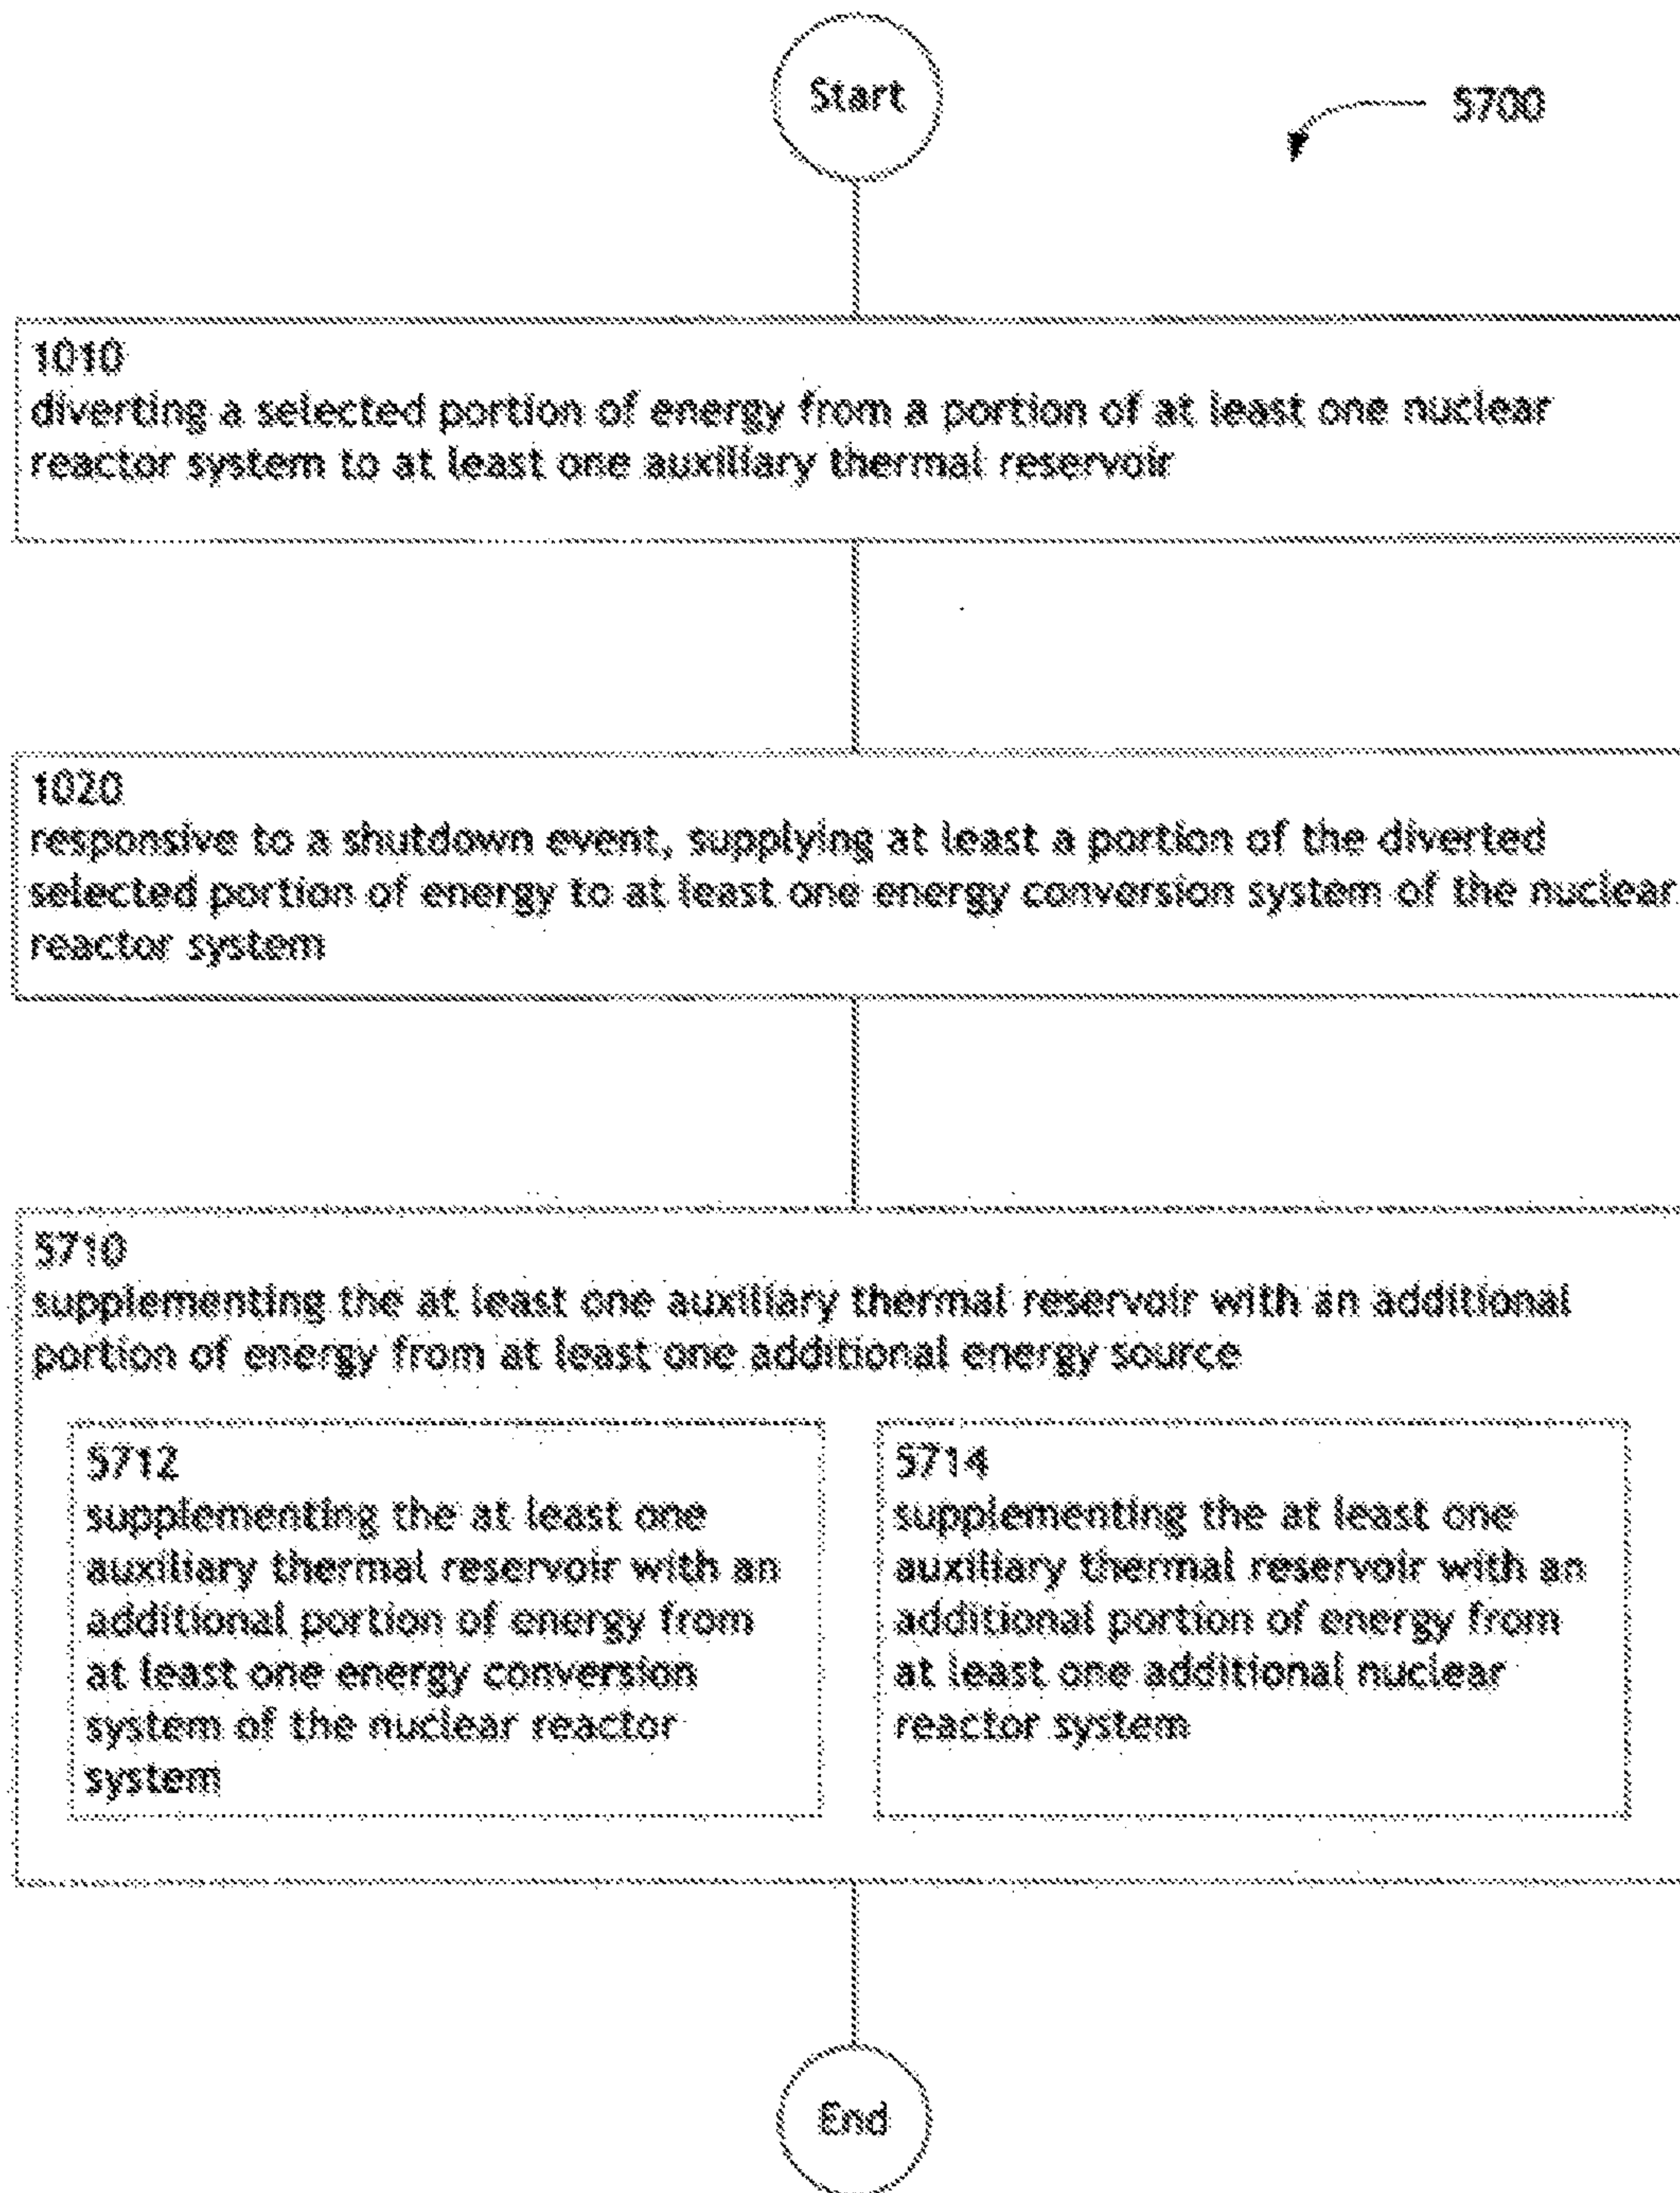 Start
5700
1010
diverting a selected portion of energy from a portion of at least one nuclear
reactor system to at least one auxiliary thermal reservoir
1020
responsive to a shutdown event, supplying at least a portion of the diverted
selected portion of energy to at least one energy conversion system of the nuclear
reactor system
5710
supplementing the at least one auxiliary thermal reservoir with an additional
portion of energy from at least one additional energy source
5712
supplementing the at least one
auxiliary thermal reservoir with an
additional portion of energy from
at least one energy conversion
system of the nuclear reactor
system
5714
supplementing the at least one
auxiliary thermal reservoir with an
additional portion of energy from
at least one additional nuclear
reactor system
End